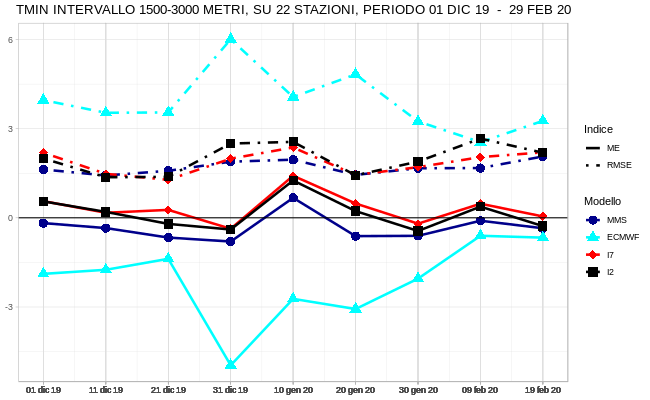 TMIN INTERVALLO 1500-3000 METRI, SU 22 STAZIONI, PERIODO 01 DIC 19 - 29 FEB 20
6
3
0
-3
01 dic 19 11 dic 19 21 dic 19 31 dic 19 10 gen 20 20 gen 20 30 gen 20 09 feb 20 19 feb 20
Indice
ME
RMSE
Modello
MMS
ECMWF
I7
I2